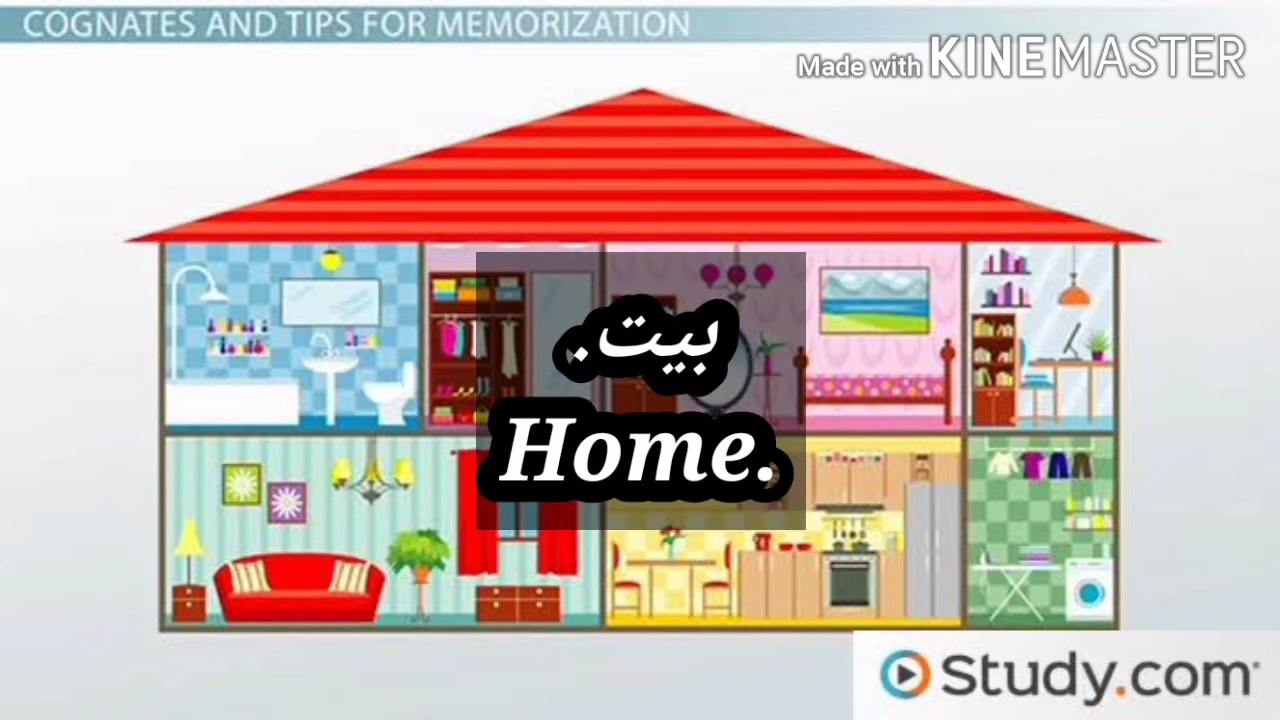 COGNATES AND TIPS FOR MEMORIZATION
Made with KINEMASTER
بيت.
Home.
Study.com